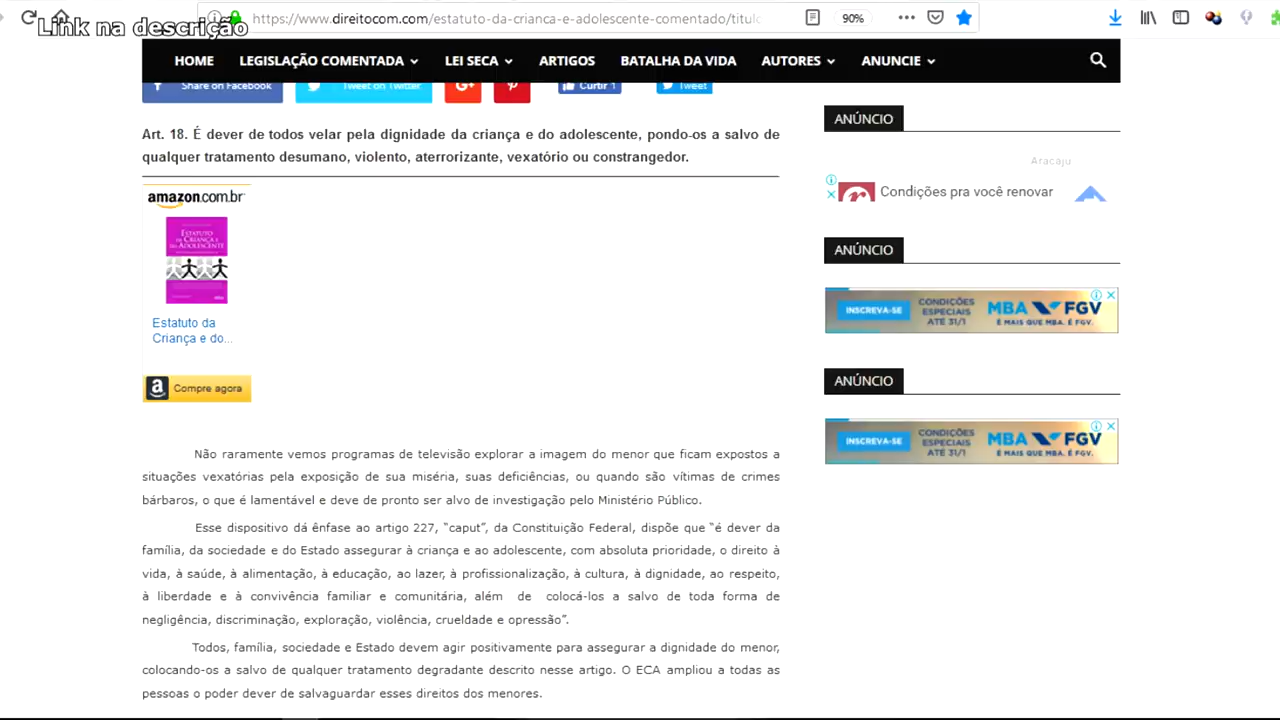 https://www.direitocom.com/estatuto-da-crianca-e-adolescente-comentado/titulo
90%
Link na descrição
HOME
LEGISLAÇÃO COMENTADA
LEI SECA
ARTIGOS
BATALHA DA VIDA
AUTORES
ANUNCIE
Share on Facebook
Tweet on Twitter
G+
Curtir 1
Tweet
Art. 18. É dever de todos velar pela dignidade da criança e do adolescente, pondo-os a salvo de
qualquer tratamento desumano, violento, aterrorizante, vexatório ou constrangedor.
amazon.com.br
ESTATUTO
DA CRIANÇA E
DO ADOLESCENTE
Estatuto da
Criança e do...
Compre agora
Não raramente vemos programas de televisão explorar a imagem do menor que ficam expostos a
situações vexatórias pela exposição de sua miséria, suas deficiências, ou quando são vítimas de crimes
bárbaros, o que é lamentável e deve de pronto ser alvo de investigação pelo Ministério Público.
Esse dispositivo dá ênfase ao artigo 227, “caput”, da Constituição Federal, dispõe que “é dever da
família, da sociedade e do Estado assegurar à criança e ao adolescente, com absoluta prioridade, o direito à
vida, à saúde, à alimentação, à educação, ao lazer, à profissionalização, à cultura, à dignidade, ao respeito,
à liberdade e à convivência familiar e comunitária, além de colocá-los a salvo de toda forma de
negligência, discriminação, exploração, violência, crueldade e opressão”.
Todos, família, sociedade e Estado devem agir positivamente para assegurar a dignidade do menor,
colocando-os a salvo de qualquer tratamento degradante descrito nesse artigo. O ECA ampliou a todas as
pessoas o poder dever de salvaguardar esses direitos dos menores.
ANÚNCIO
Aracaju
Condições pra você renovar
ANÚNCIO
INSCREVA-SE
CONDIÇÕES
ESPECIAIS
ATÉ 31/1
MBA FGV
É MAIS QUE MBA. É FGV.
ANÚNCIO
INSCREVA-SE
CONDIÇÕES
ESPECIAIS
ATÉ 31/1
MBA FGV
É MAIS QUE MBA. É FGV.